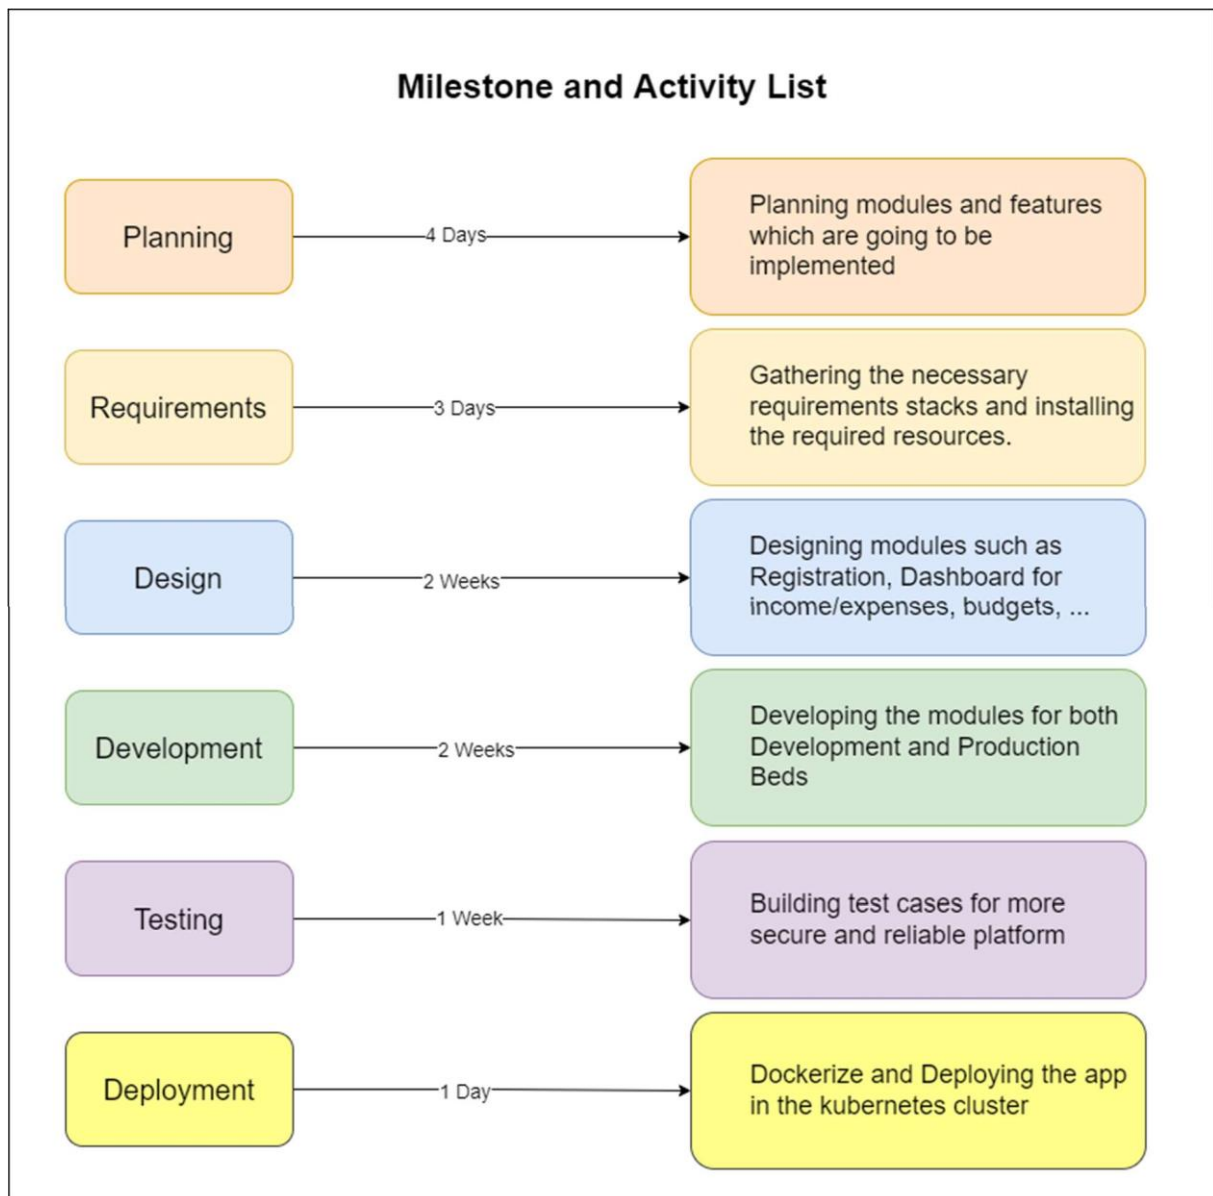 Milestone and Activity List
Planning
4 Days
Planning modules and features
which are going to be
implemented
Requirements
3 Days
Gathering the necessary
requirements stacks and installing
the required resources.
Design
2 Weeks
Designing modules such as
Registration, Dashboard for
income/expenses, budgets, ...
Development
2 Weeks
Developing the modules for both
Development and Production
Beds
Testing
1 Week
Building test cases for more
secure and reliable platform
Deployment
1 Day
Dockerize and Deploying the app
in the kubernetes cluster